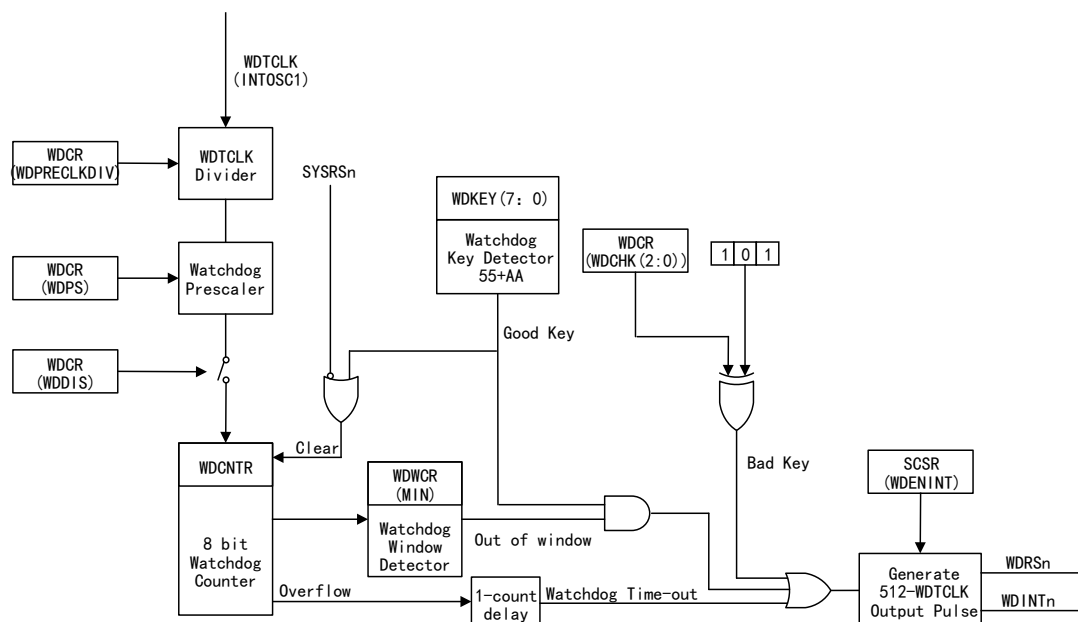 WDTCLK
(INTOSC1)
WDCR
(WDPRECLKDIV)
WDTCLK
Divider
SYSRSn
WDKEY(7: 0)
Watchdog
Key Detector
55+AA
WDCR
(WDCHK(2:0))
1 0 1
WDCR
(WDPS)
Watchdog
Prescaler
Good Key
WDCR
(WDDIS)
Clear
WDCNTR
8 bit
Watchdog
Counter
WDWCR
(MIN)
Watchdog
Window
Detector
Out of window
Bad Key
SCSR
(WDENINT)
Overflow
1-count
delay
Watchdog Time-out
Generate
512-WDTCLK
Output Pulse
WDRSn
WDINTn